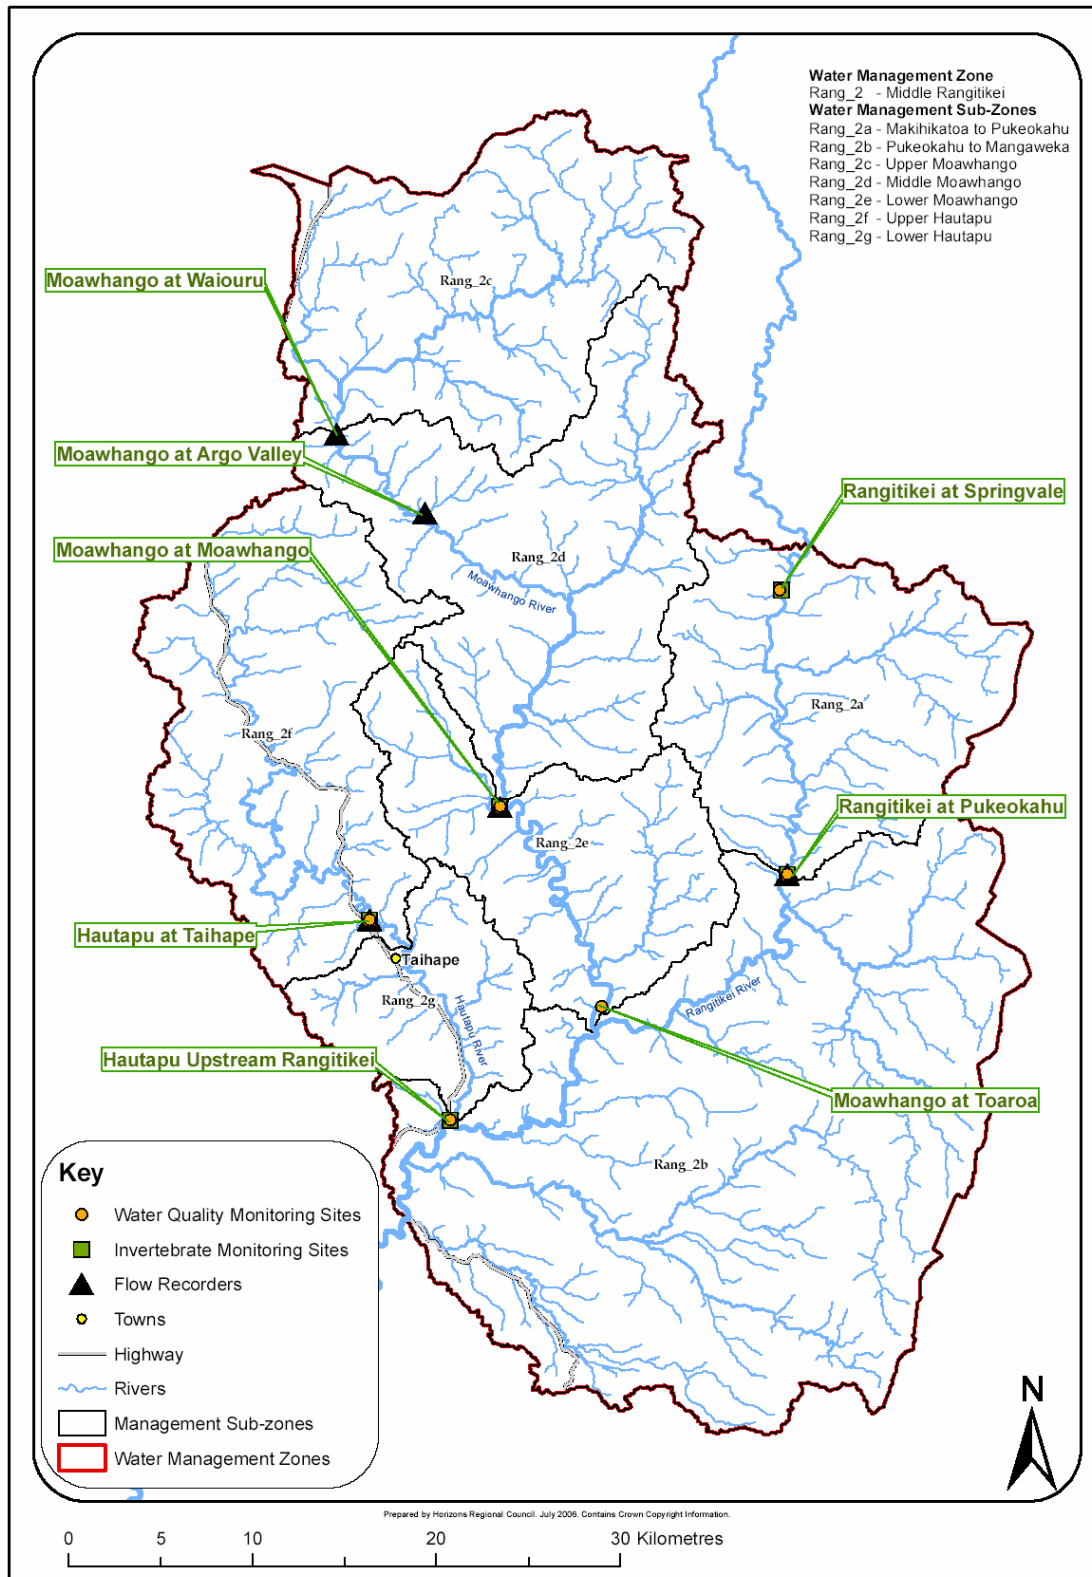 Water Management Zone
Rang_2 - Middle Rangitikei
Water Management Sub-Zones
Rang_2a - Makihikatoa to Pukeokahu
Rang_2b - Pukeokahu to Mangaweka
Rang_2c - Upper Moawhango
Rang_2d - Middle Moawhango
Rang_2e - Lower Moawhango
Rang_2f - Upper Hautapu
Rang_2g - Lower Hautapu
Rang_2c
Moawhango at Waiouru
Moawhango at Argo Valley
Rangitikei at Springvale
Moawhango at Moawhango
Rang_2d
Moawhango River
Rang_2a
Rang_2f
Rangitikei at Pukeokahu
Rang_2e
Hautapu at Taihape
Taihape
Rang_2g
Hautapu River
Rangitikei River
Hautapu Upstream Rangitikei
Moawhango at Toaroa
Rang_2b
Key
Water Quality Monitoring Sites
Invertebrate Monitoring Sites
Flow Recorders
Towns
Highway
Rivers
Management Sub-zones
Water Management Zones
N
Prepared by Horizons Regional Council. July 2006. Contains Crown Copyright Information.
0 5 10 20 30 Kilometres